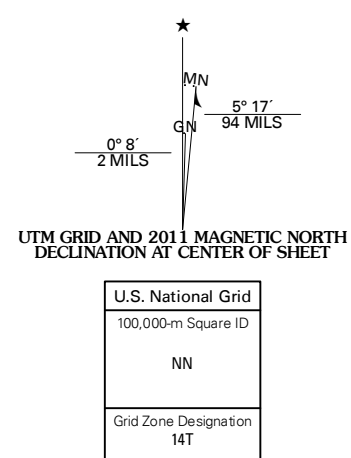 ★
MN
5° 17´
94 MILS
GN
0° 8´
2 MILS
UTM GRID AND 2011 MAGNETIC NORTH
DECLINATION AT CENTER OF SHEET
U.S. National Grid
100,000-m Square ID
NN
Grid Zone Designation
14T